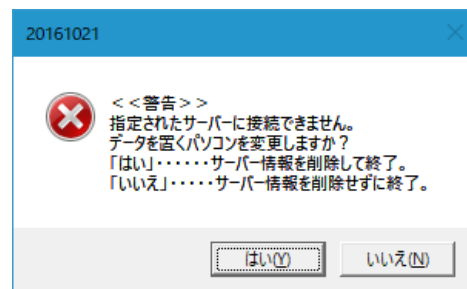 20161021
<<警告>>
指定されたサーバーに接続できません。
データを置くパソコンを変更しますか?
「はい」・・・・・・サーバー情報を削除して終了。
「いいえ」・・・・・サーバー情報を削除せずに終了。
はい(Y)
いいえ(N)